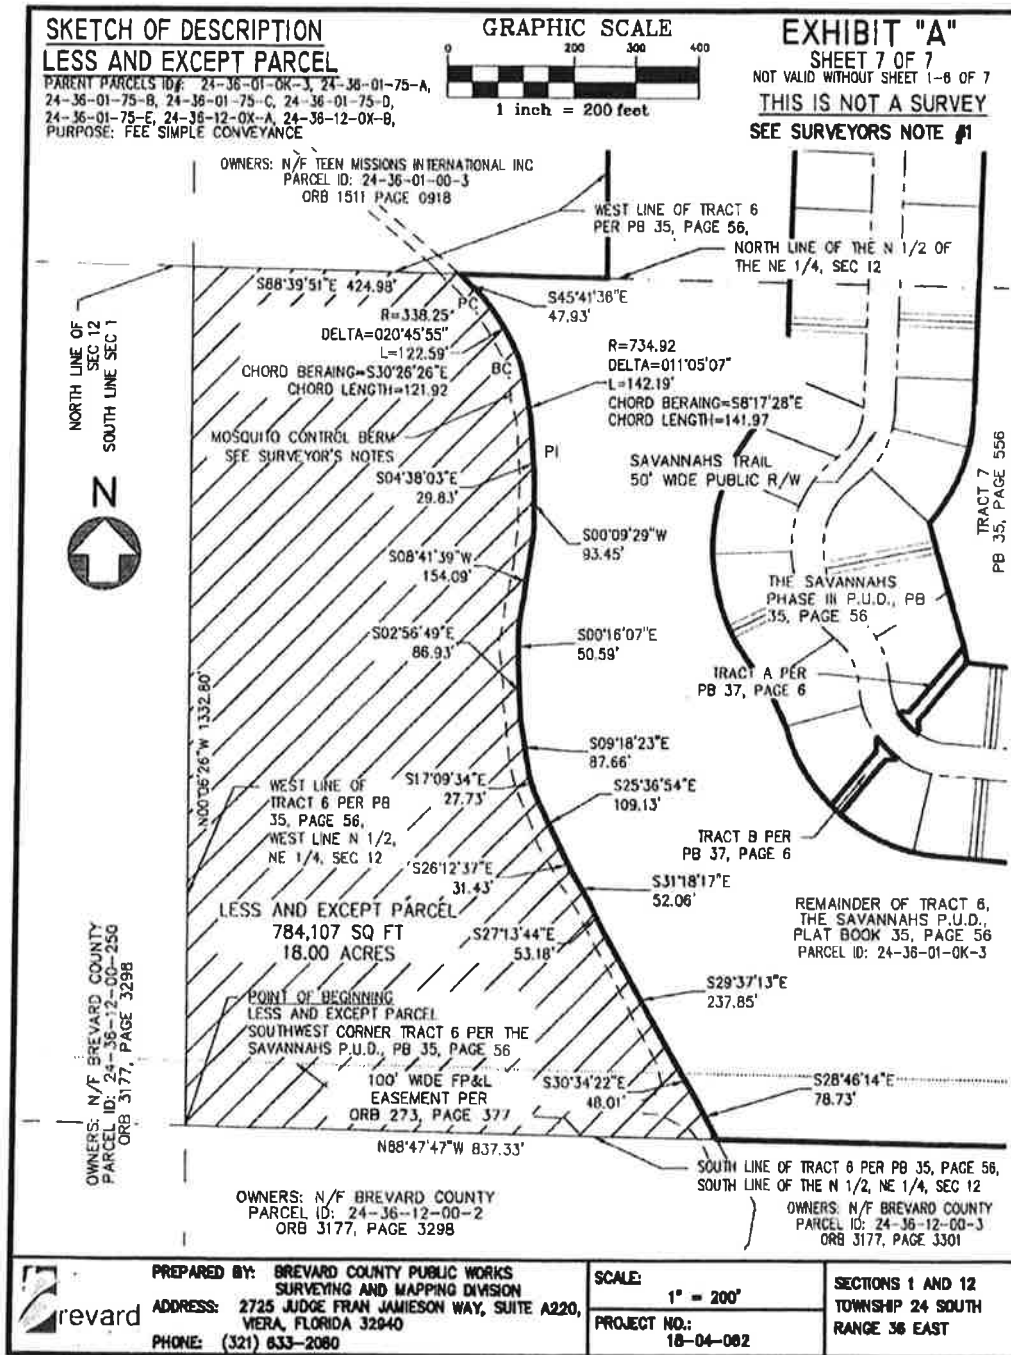 SKETCH OF DESCRIPTION
LESS AND EXCEPT PARCEL
PARENT PARCELS ID#: 24-36-01-0K-3, 24-36-01-75-A,
24-36-01-75-B, 24-36-01-75-C, 24-36-01-75-D,
24-36-01-75-E, 24-36-12-0X-A, 24-36-12-0X-B,
PURPOSE: FEE SIMPLE CONVEYANCE
GRAPHIC SCALE
0 200 300 400
1 inch = 200 feet
EXHIBIT "A"
SHEET 7 OF 7
NOT VALID WITHOUT SHEET 1-6 OF 7
THIS IS NOT A SURVEY
SEE SURVEYORS NOTE #1
OWNERS: N/F TEEN MISSIONS INTERNATIONAL INC
PARCEL ID: 24-36-01-00-3
ORB 1511 PAGE 0918
WEST LINE OF TRACT 6
PER PB 35, PAGE 56,
NORTH LINE OF THE N 1/2 OF
THE NE 1/4, SEC 12
NORTH LINE OF
SEC 12
SOUTH LINE SEC 1
N
S88°39'51"E 424.98'
PC
S45°41'36"E
47.93'
R=338.25'
DELTA=020°45'55"
L=122.59'
CHORD BERAING=S30°26'26"E
CHORD LENGTH=121.92
BC
R=734.92
DELTA=011°05'07"
L=142.19'
CHORD BERAING=S8°17'28"E
CHORD LENGTH=141.97
MOSQUITO CONTROL BERM
SEE SURVEYOR'S NOTES
PI
SAVANNAHS TRAIL
50' WIDE PUBLIC R/W
TRACT 7
PB 35, PAGE 556
S04°38'03"E
29.83'
S00°09'29"W
93.45'
S08°41'39"W
154.09'
THE SAVANNAHS
PHASE III P.U.D., PB
35, PAGE 56
S02°56'49"E
86.93'
S00°16'07"E
50.59'
TRACT A PER
PB 37, PAGE 6
N00°06'26"W 1332.80'
S09°18'23"E
87.66'
S17°09'34"E
27.73'
S25°36'54"E
109.13'
WEST LINE OF
TRACT 6 PER PB
35, PAGE 56,
WEST LINE N 1/2,
NE 1/4, SEC 12
TRACT B PER
PB 37, PAGE 6
S26°12'37"E
31.43'
S31°18'17"E
52.06'
LESS AND EXCEPT PARCEL
784,107 SQ FT
18.00 ACRES
S27°13'44"E
53.18'
REMAINDER OF TRACT 6,
THE SAVANNAHS P.U.D.,
PLAT BOOK 35, PAGE 56
PARCEL ID: 24-36-01-0K-3
S29°37'13"E
237.85'
OWNERS: N/F BREVARD COUNTY
PARCEL ID: 24-36-12-00-250
ORB 3177, PAGE 3298
POINT OF BEGINNING
LESS AND EXCEPT PARCEL
SOUTHWEST CORNER TRACT 6 PER THE
SAVANNAHS P.U.D., PB 35, PAGE 56
100' WIDE FP&L
EASEMENT PER
ORB 273, PAGE 377
S30°34'22"E
48.01'
S28°46'14"E
78.73'
N88°47'47"W 837.33'
SOUTH LINE OF TRACT 6 PER PB 35, PAGE 56,
SOUTH LINE OF THE N 1/2, NE 1/4, SEC 12
OWNERS: N/F BREVARD COUNTY
PARCEL ID: 24-36-12-00-2
ORB 3177, PAGE 3298
OWNERS: N/F BREVARD COUNTY
PARCEL ID: 24-36-12-00-3
ORB 3177, PAGE 3301
Brevard
PREPARED BY: BREVARD COUNTY PUBLIC WORKS
SURVEYING AND MAPPING DIVISION
ADDRESS: 2725 JUDGE FRAN JAMIESON WAY, SUITE A220,
VIERA, FLORIDA 32940
PHONE: (321) 633-2080
SCALE:
1" = 200'
PROJECT NO.:
18-04-062
SECTIONS 1 AND 12
TOWNSHIP 24 SOUTH
RANGE 36 EAST